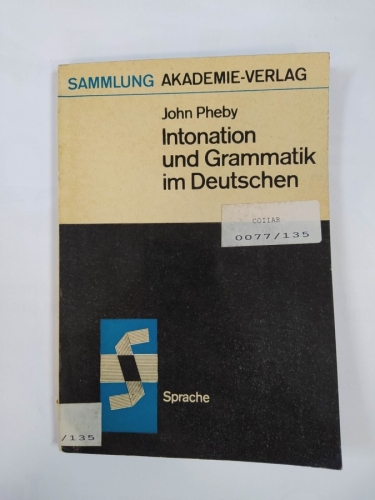 SAMMLUNG AKADEMIE-VERLAG
John Pheby
Intonation
und Grammatik
im Deutschen
COIIAR
0077/135
Sprache
/135